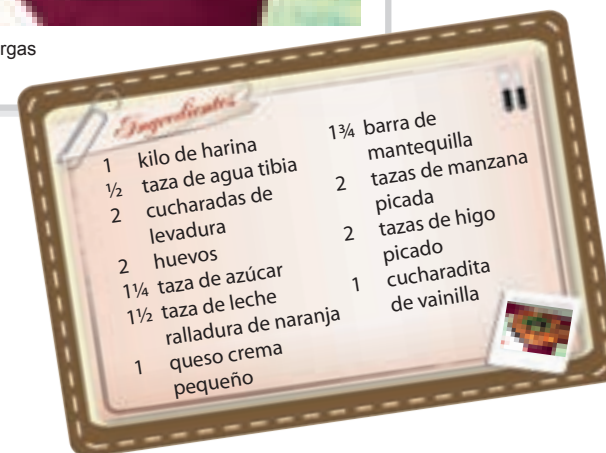 rgas
Ingredientes
1 kilo de harina
½ taza de agua tibia
2 cucharadas de
levadura
2 huevos
1¼ taza de azúcar
1½ taza de leche
ralladura de naranja
1 queso crema
pequeño
1¾ barra de
mantequilla
2 tazas de manzana
picada
2 tazas de higo
picado
1 cucharadita
de vainilla